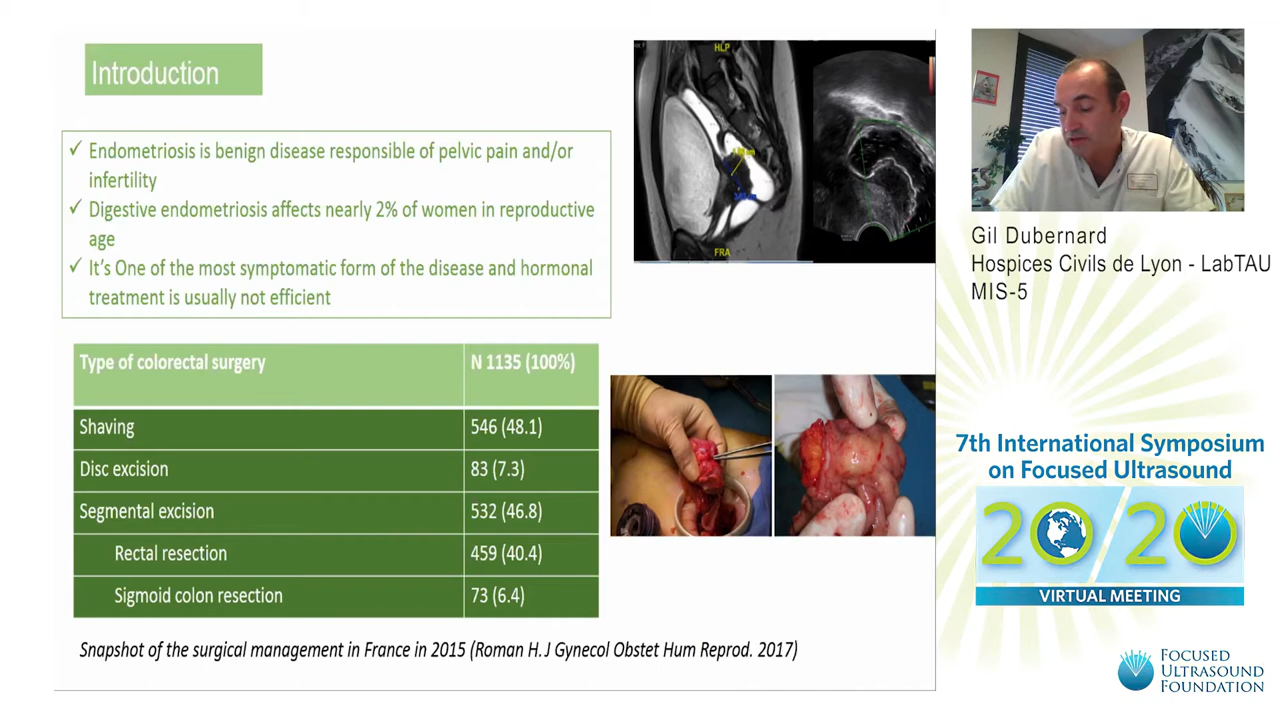 Introduction
✓ Endometriosis is benign disease responsible of pelvic pain and/or
infertility
✓ Digestive endometriosis affects nearly 2% of women in reproductive
age
✓ It's One of the most symptomatic form of the disease and hormonal
treatment is usually not efficient
Type of colorectal surgery N 1135 (100%)
Shaving 546 (48.1)
Disc excision 83 (7.3)
Segmental excision 532 (46.8)
Rectal resection 459 (40.4)
Sigmoid colon resection 73 (6.4)
Snapshot of the surgical management in France in 2015 (Roman H. J Gynecol Obstet Hum Reprod. 2017)
HLP
FRA
Gil Dubernard
Hospices Civils de Lyon - LabTAU
MIS-5
7th International Symposium
on Focused Ultrasound
20/20
VIRTUAL MEETING
FOCUSED
ULTRASOUND
FOUNDATION